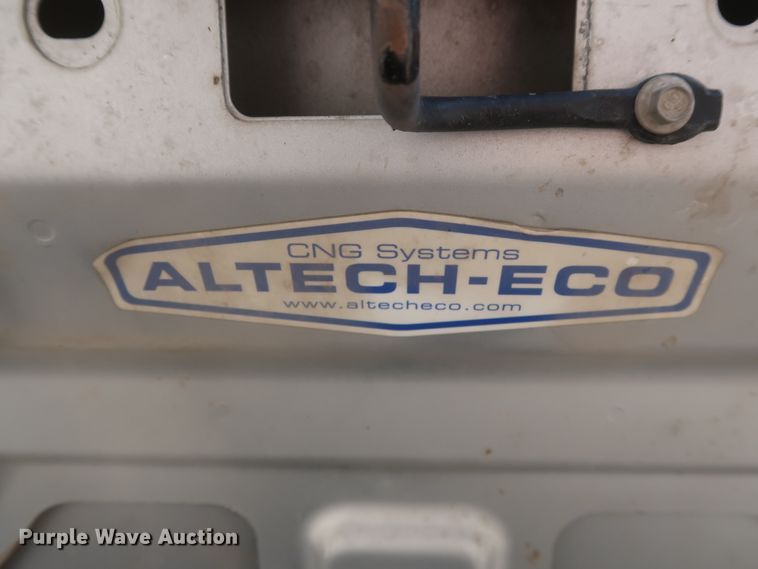 CNG Systems
ALTECH-ECO
www.altecheco.com
Purple Wave Auction